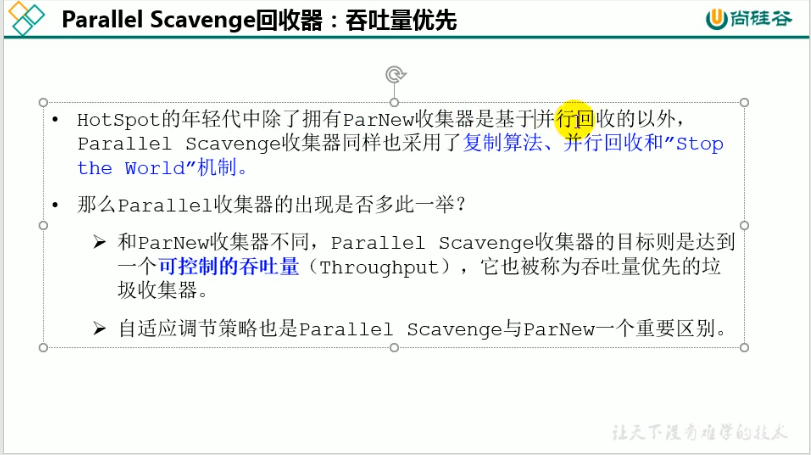 Parallel Scavenge回收器：吞吐量优先
尚硅谷
• HotSpot的年轻代中除了拥有ParNew收集器是基于并行回收的以外，
Parallel Scavenge收集器同样也采用了复制算法、并行回收和”Stop
the World”机制。
• 那么Parallel收集器的出现是否多此一举？
➢ 和ParNew收集器不同，Parallel Scavenge收集器的目标则是达到
一个可控制的吞吐量（Throughput），它也被称为吞吐量优先的垃
圾收集器。
➢ 自适应调节策略也是Parallel Scavenge与ParNew一个重要区别。
让天下没有难学的技术